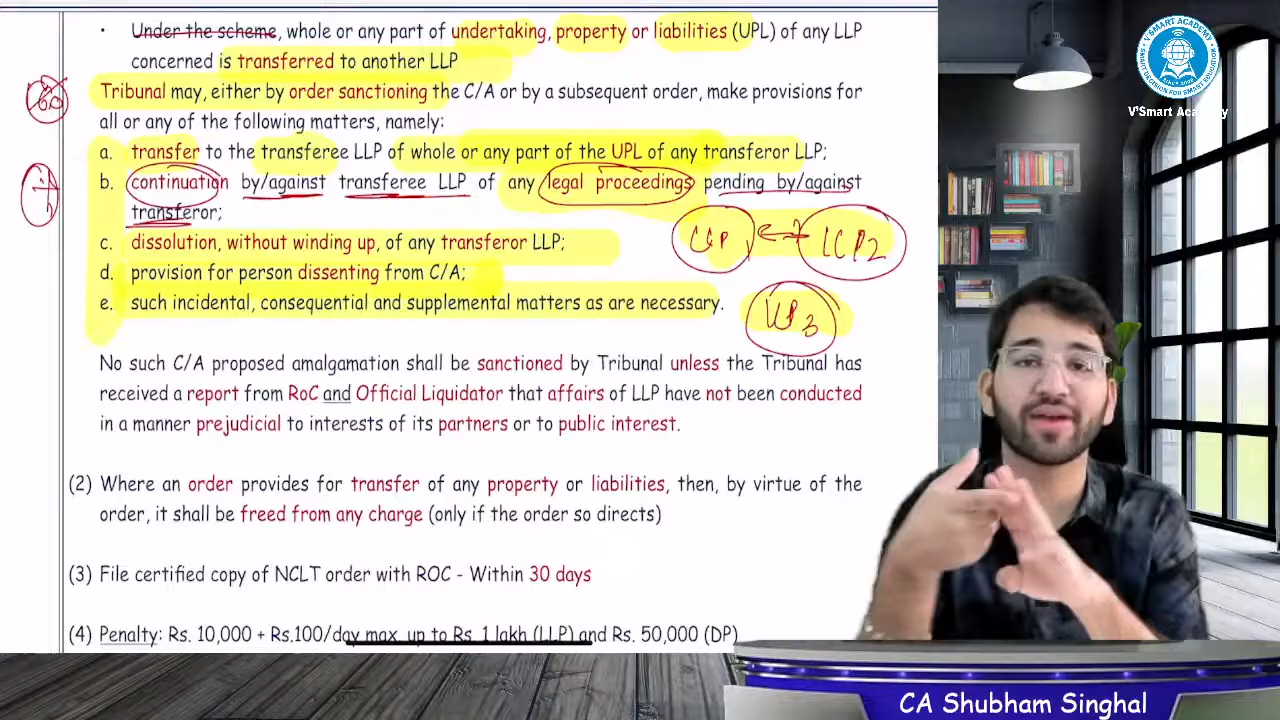 • Under the scheme, whole or any part of undertaking, property or liabilities (UPL) of any LLP
concerned is transferred to another LLP
Tribunal may, either by order sanctioning the C/A or by a subsequent order, make provisions for
all or any of the following matters, namely:
a. transfer to the transferee LLP of whole or any part of the UPL of any transferor LLP;
b. continuation by/against transferee LLP of any legal proceedings pending by/against
transferor;
c. dissolution, without winding up, of any transferor LLP;
d. provision for person dissenting from C/A;
e. such incidental, consequential and supplemental matters as are necessary.
LLP 1
LLP2
LLP3
60
No such C/A proposed amalgamation shall be sanctioned by Tribunal unless the Tribunal has
received a report from RoC and Official Liquidator that affairs of LLP have not been conducted
in a manner prejudicial to interests of its partners or to public interest.
(2) Where an order provides for transfer of any property or liabilities, then, by virtue of the
order, it shall be freed from any charge (only if the order so directs)
(3) File certified copy of NCLT order with ROC - Within 30 days
(4) Penalty: Rs. 10,000 + Rs.100/day max. up to Rs. 1 lakh (LLP) and Rs. 50,000 (DP)
V'SMART ACADEMY
SMART DECISION FOR SMART EDUCATION
V'Smart Academy
CA Shubham Singhal